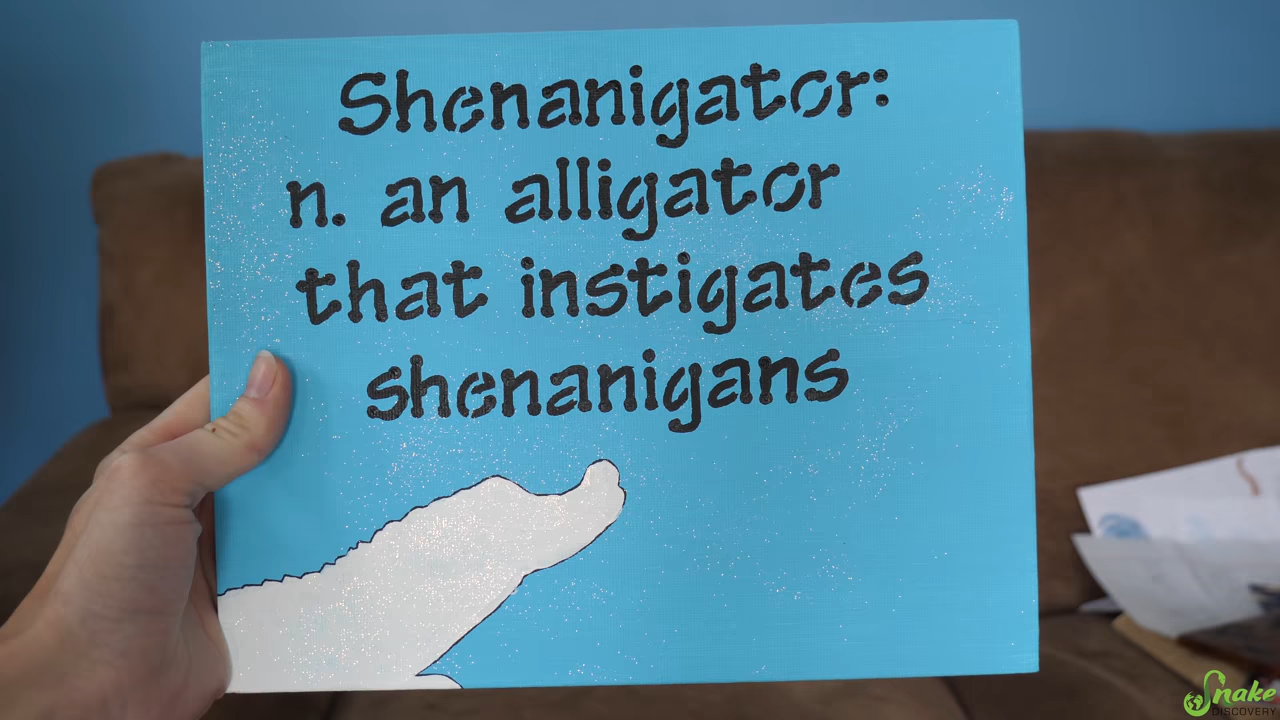 Shenanigator:
n. an alligator
that instigates
shenanigans
Snake
DISCOVERY